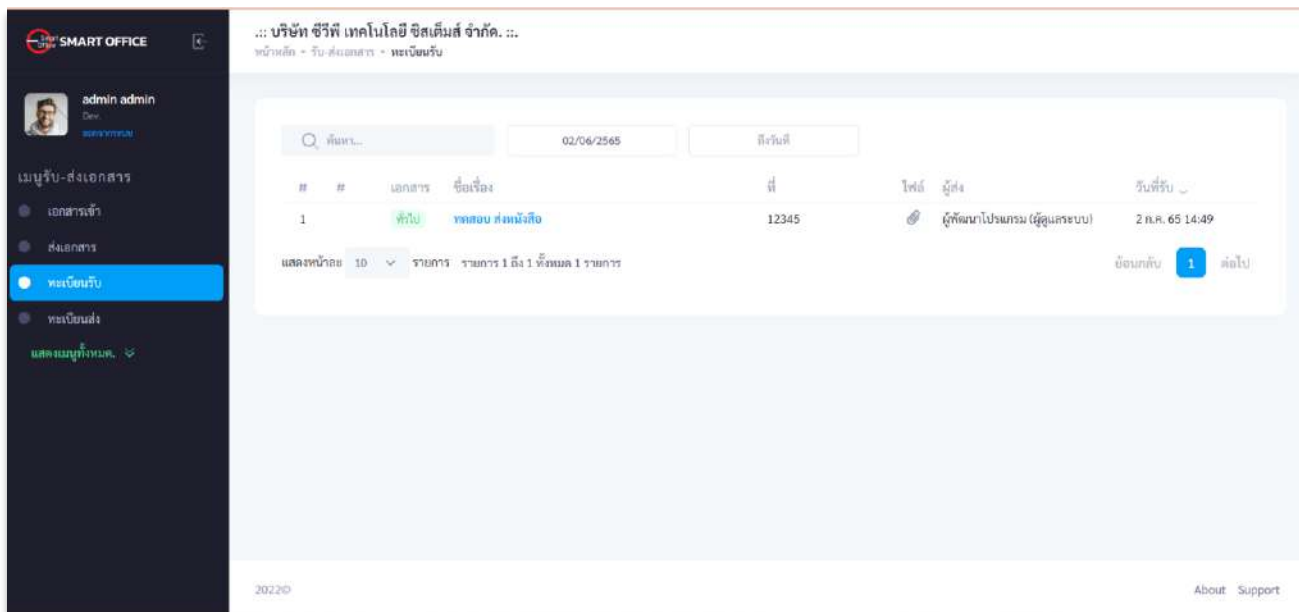 SMART OFFICE
.:: บริษัท ซีวีพี เทคโนโลยี ซิสเต็มส์ จำกัด. ::.
หน้าหลัก - รับ-ส่งเอกสาร - ทะเบียนรับ
admin admin
Dev.
ออกจากระบบ
ค้นหา...
02/06/2565
ถึงวันที่
เมนูรับ-ส่งเอกสาร
# # เอกสาร ชื่อเรื่อง ที่ ไฟล์ ผู้ส่ง วันที่รับ
เอกสารเข้า
1 ทั่วไป ทดสอบ ส่งหนังสือ 12345 ผู้พัฒนาโปรแกรม (ผู้ดูแลระบบ) 2 ก.ค. 65 14:49
ส่งเอกสาร
แสดงหน้าละ 10 รายการ รายการ 1 ถึง 1 ทั้งหมด 1 รายการ ย้อนกลับ 1 ต่อไป
ทะเบียนรับ
ทะเบียนส่ง
แสดงเมนูทั้งหมด.
2022© About Support